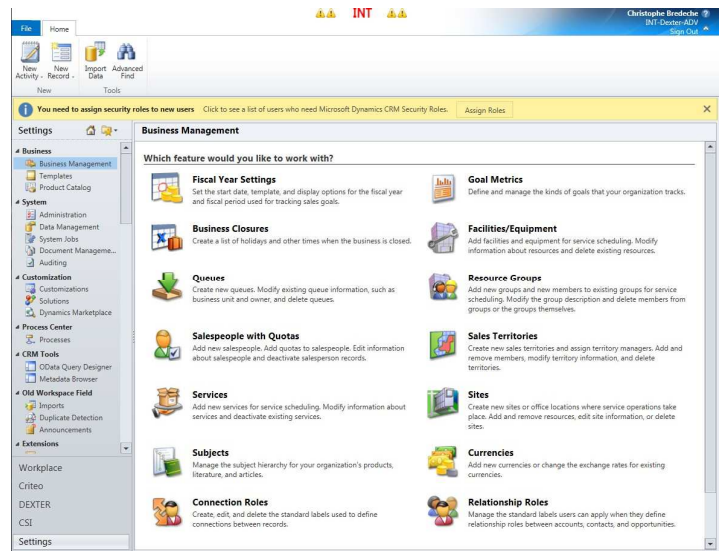 INT
Christophe Bredeche
INT-Dexter-ADV
Sign Out
File Home
New Activity
New Record
Import Data
Advanced Find
New
Tools
You need to assign security roles to new users Click to see a list of users who need Microsoft Dynamics CRM Security Roles. Assign Roles
Settings
Business
Business Management
Templates
Product Catalog
System
Administration
Data Management
System Jobs
Document Manageme...
Auditing
Customization
Customizations
Solutions
Dynamics Marketplace
Process Center
Processes
CRM Tools
OData Query Designer
Metadata Browser
Old Workspace Field
Imports
Duplicate Detection
Announcements
Extensions
Workplace
Criteo
DEXTER
CSI
Settings
Business Management
Which feature would you like to work with?
Fiscal Year Settings
Set the start date, template, and display options for the fiscal year
and fiscal period used for tracking sales goals.
Goal Metrics
Define and manage the kinds of goals that your organization tracks.
Business Closures
Create a list of holidays and other times when the business is closed.
Facilities/Equipment
Add facilities and equipment for service scheduling. Modify
information about resources and delete existing resources.
Queues
Create new queues. Modify existing queue information, such as
business unit and owner, and delete queues.
Resource Groups
Add new groups and new members to existing groups for service
scheduling. Modify the group description and delete members from
groups or the groups themselves.
Salespeople with Quotas
Add new salespeople. Add quotas to salespeople. Edit information
about salespeople and deactivate salesperson records.
Sales Territories
Create new sales territories and assign territory managers. Add and
remove members, modify territory information, and delete
territories.
Services
Add new services for service scheduling. Modify information about
services and deactivate existing services.
Sites
Create new sites or office locations where service operations take
place. Add and remove resources, edit site information, or delete
sites.
Subjects
Manage the subject hierarchy for your organization's products,
literature, and articles.
Currencies
Add new currencies or change the exchange rates for existing
currencies.
Connection Roles
Create, edit, and delete the standard labels used to define
connections between records.
Relationship Roles
Manage the standard labels users can apply when they define
relationship roles between accounts, contacts, and opportunities.